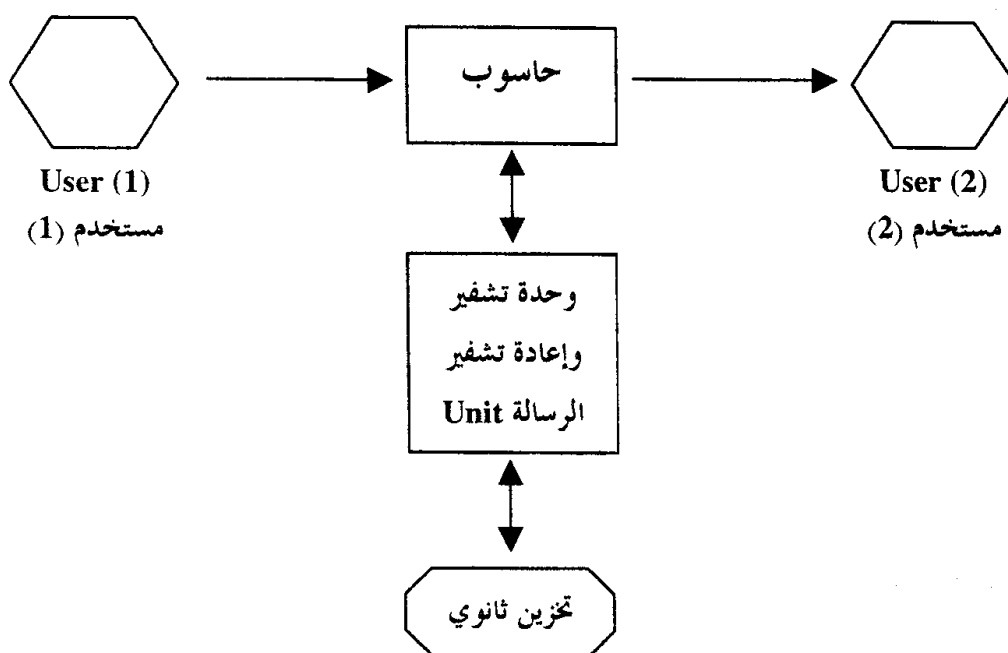 حاسوب
User (1)
مستخدم (1)
User (2)
مستخدم (2)
وحدة تشفير
وإعادة تشفير
الرسالة Unit
تخزين ثانوي